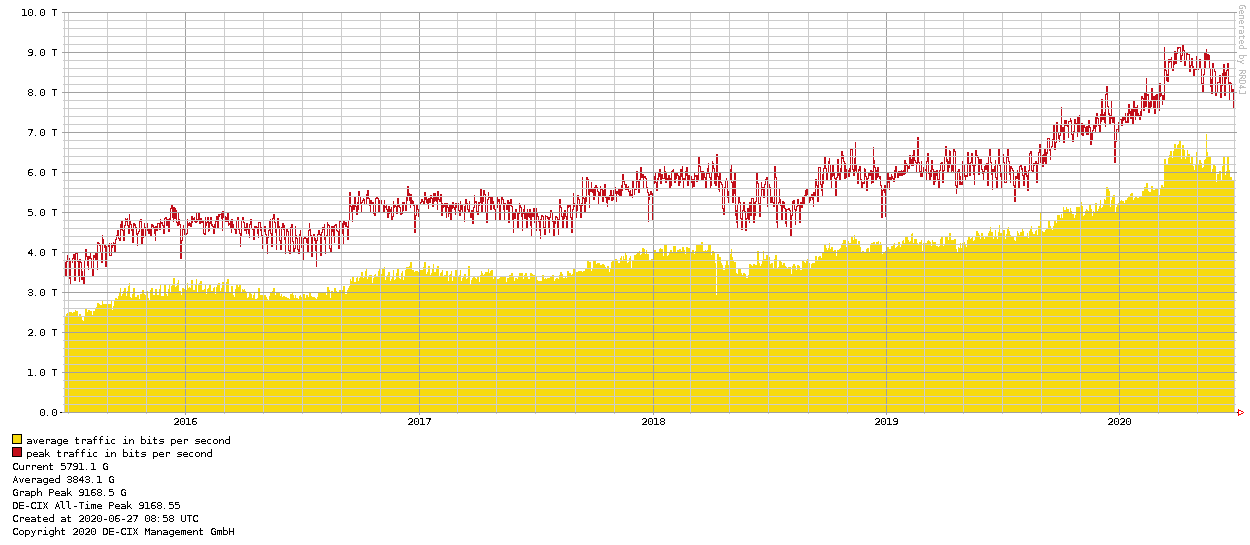 10.0 T
9.0 T
8.0 T
7.0 T
6.0 T
5.0 T
4.0 T
3.0 T
2.0 T
1.0 T
0.0
2016 2017 2018 2019 2020
Generated by RRD4J
average traffic in bits per second
peak traffic in bits per second
Current 5791.1 G
Averaged 3843.1 G
Graph Peak 9168.5 G
DE-CIX All-Time Peak 9168.55
Created at 2020-06-27 08:58 UTC
Copyright 2020 DE-CIX Management GmbH